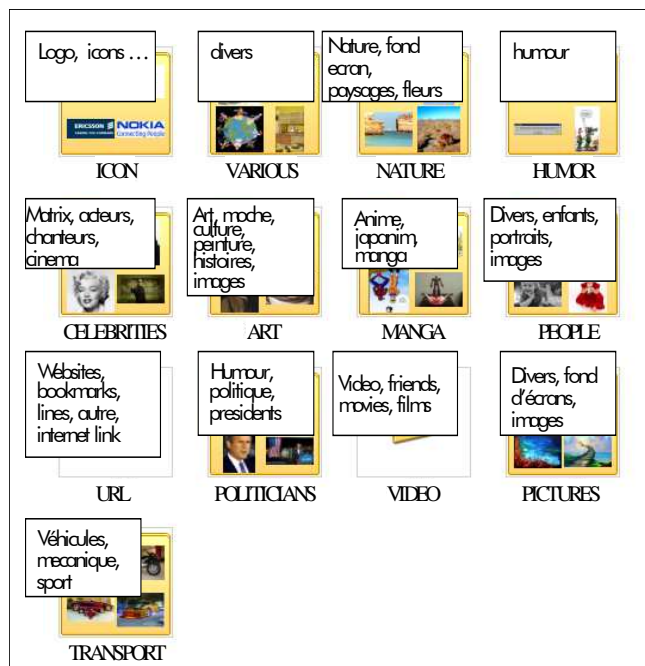 Logo, icons ...
ERICSSON
NOKIA
Connecting People
ICON
divers
VARIOUS
Nature, fond
ecran,
paysages, fleurs
NATURE
humour
HUMOR
Matrix, acteurs,
chanteurs,
cinema
CELEBRITIES
Art, moche,
culture,
peinture,
histoires,
images
ART
Anime,
japanim,
manga
MANGA
Divers, enfants,
portraits,
images
PEOPLE
Websites,
bookmarks,
lines, autre,
internet link
URL
Humour,
politique,
presidents
POLITICIANS
Video, friends,
movies, films
VIDEO
Divers, fond
d'écrans,
images
PICTURES
Véhicules,
mecanique,
sport
TRANSPORT